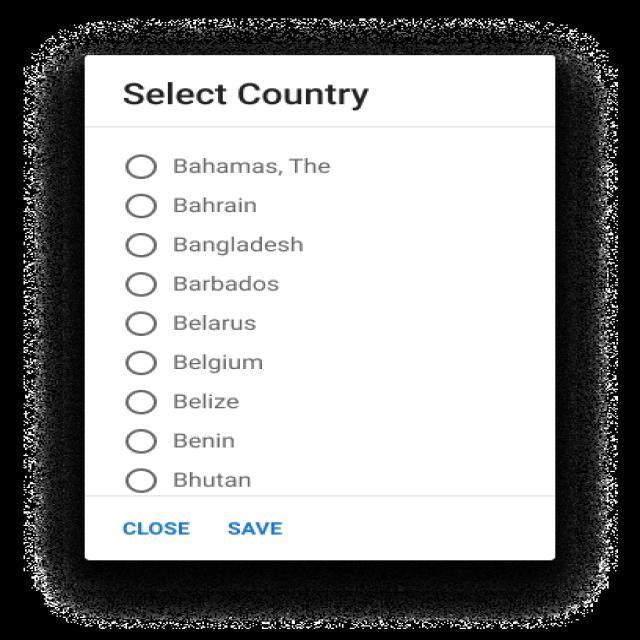 Select Country
Bahamas, The
Bahrain
Bangladesh
Barbados
Belarus
Belgium
Belize
Benin
Bhutan
CLOSE SAVE